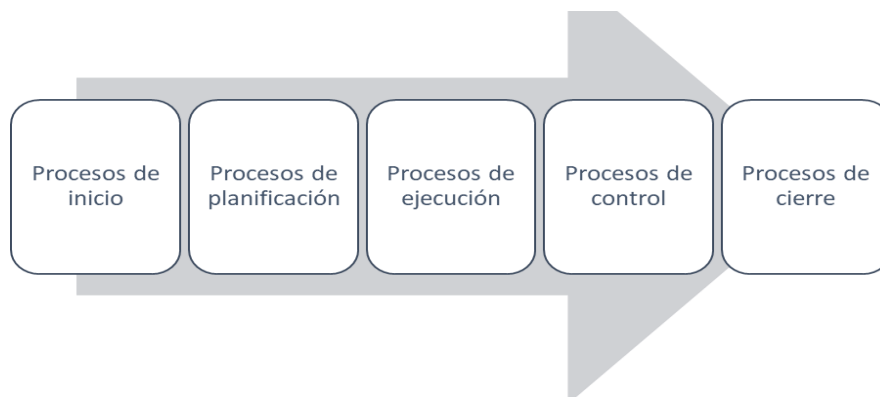 Procesos de
inicio
Procesos de
planificación
Procesos de
ejecución
Procesos de
control
Procesos de
cierre